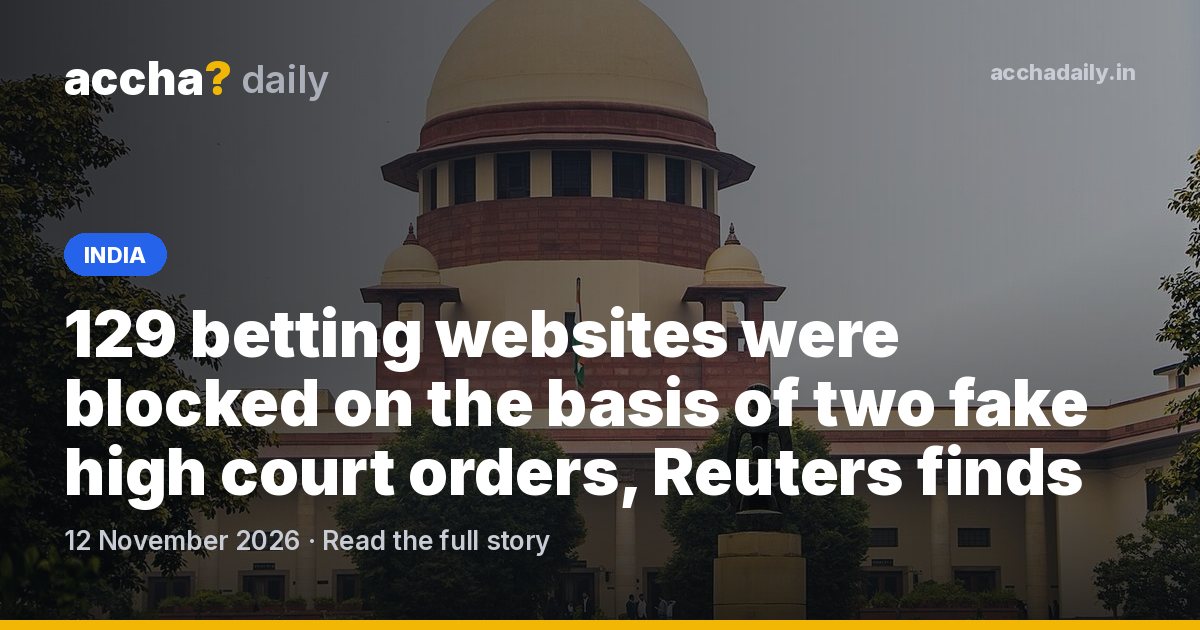 accha? daily
acchadaily.in
INDIA
129 betting websites were
blocked on the basis of two fake
high court orders, Reuters finds
12 November 2026 · Read the full story